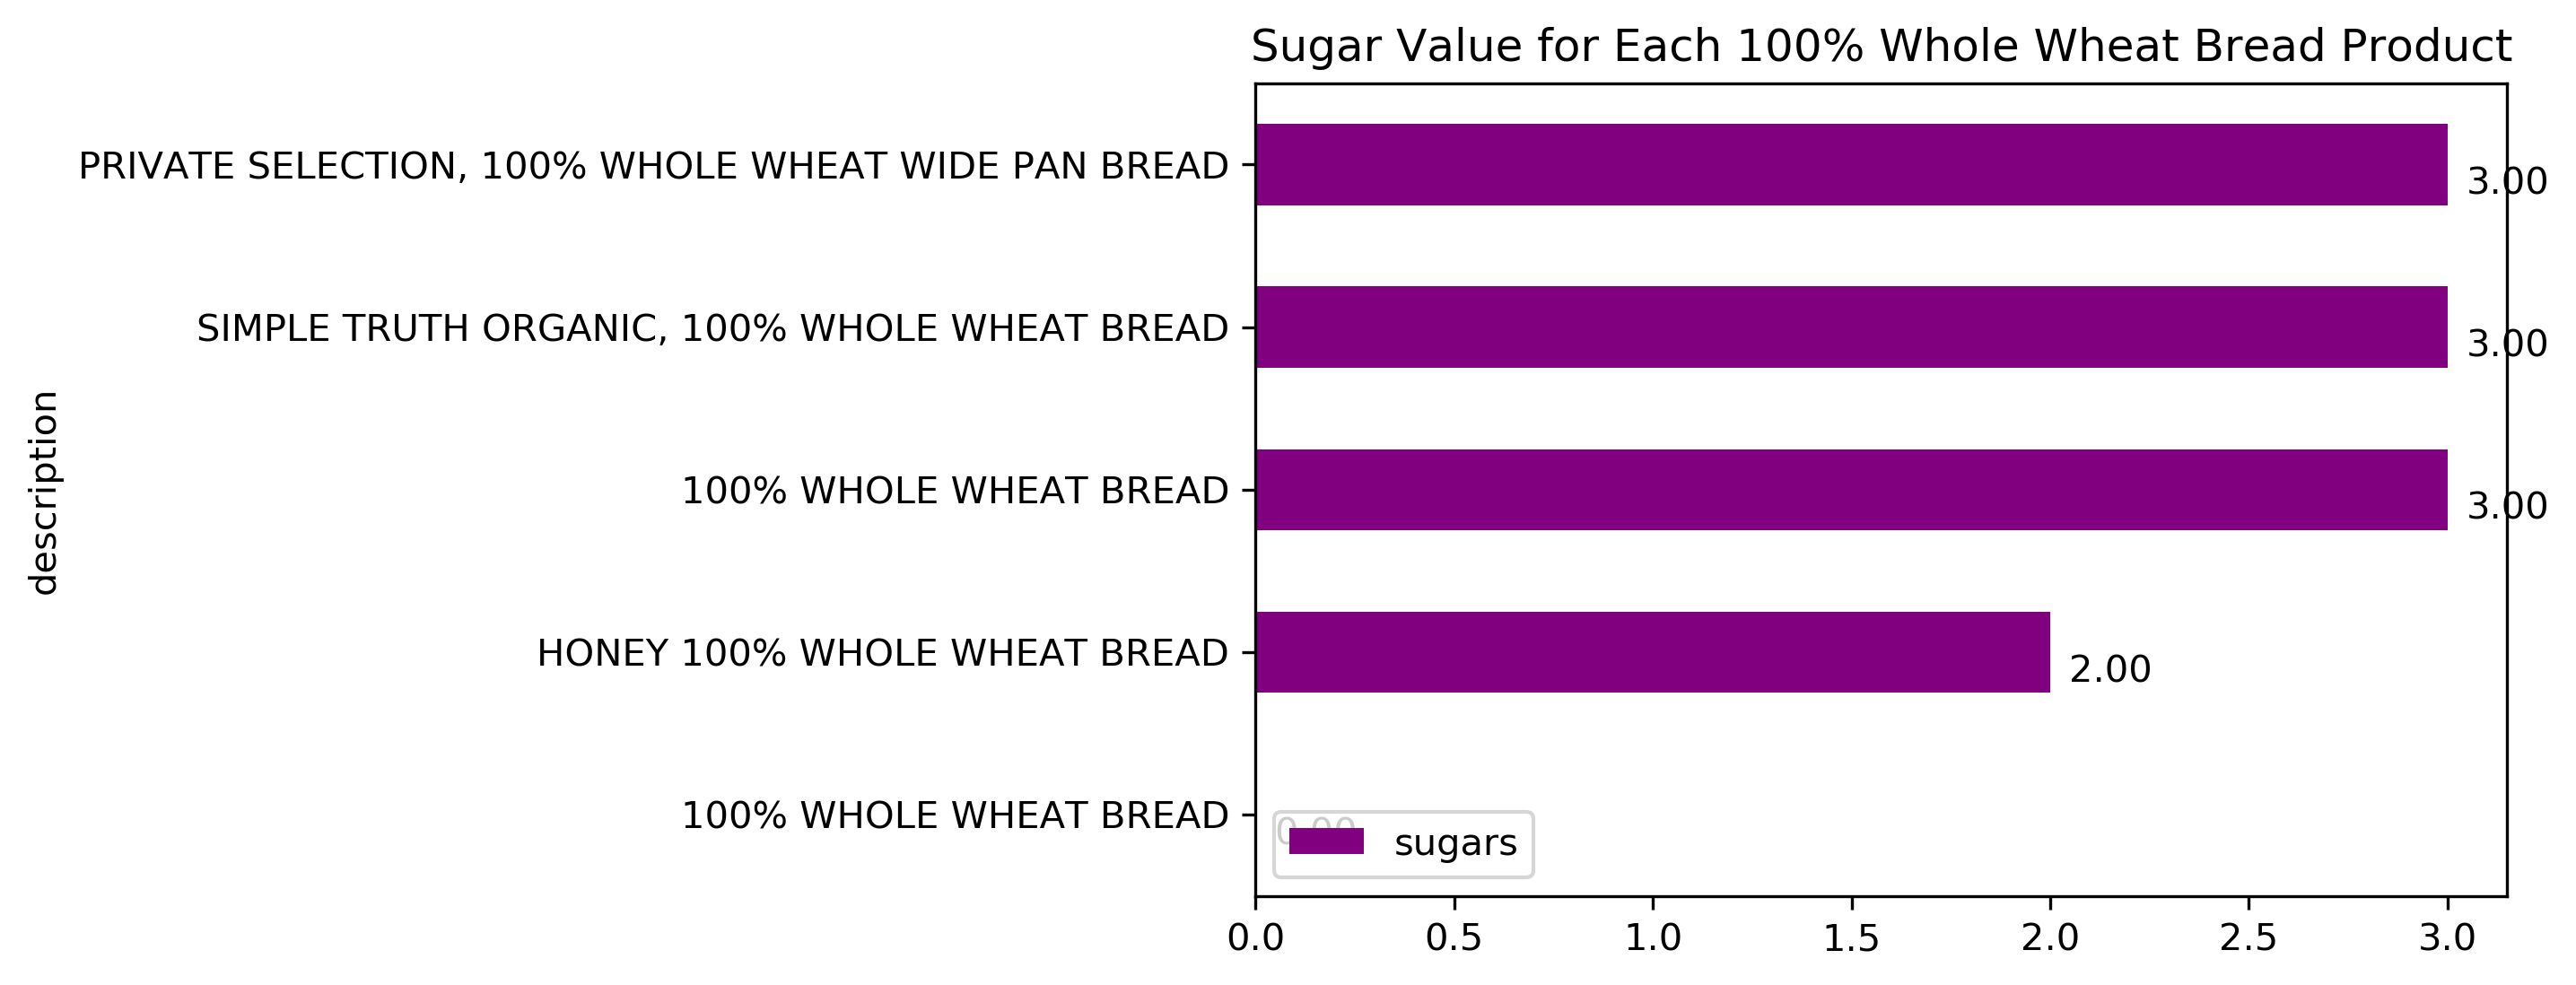 Sugar Value for Each 100% Whole Wheat Bread Product
description
PRIVATE SELECTION, 100% WHOLE WHEAT WIDE PAN BREAD
3.00
SIMPLE TRUTH ORGANIC, 100% WHOLE WHEAT BREAD
3.00
100% WHOLE WHEAT BREAD
3.00
HONEY 100% WHOLE WHEAT BREAD
2.00
100% WHOLE WHEAT BREAD
0.00
sugars
0.0 0.5 1.0 1.5 2.0 2.5 3.0